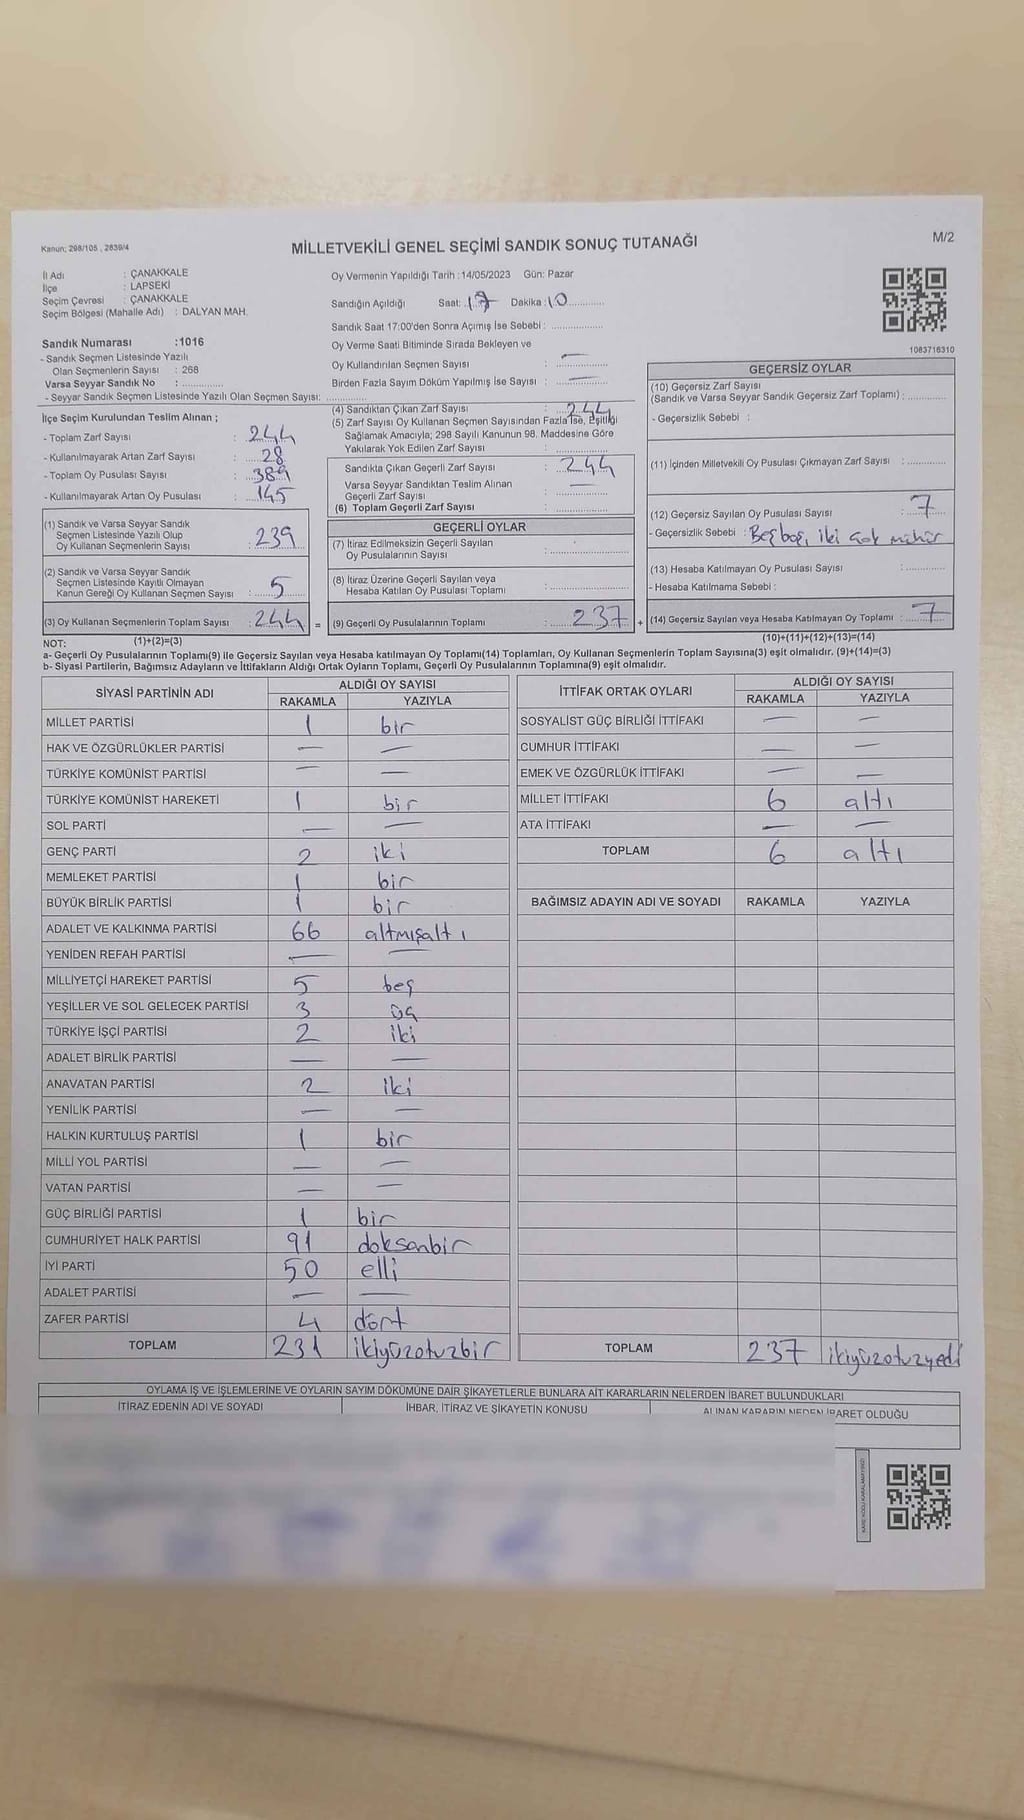 Kanun; 298/105 , 2839/4
MİLLETVEKİLİ GENEL SEÇİMİ SANDIK SONUÇ TUTANAĞI
M/2
İl Adı : ÇANAKKALE
İlçe : LAPSEKİ
Seçim Çevresi : ÇANAKKALE
Seçim Bölgesi (Mahalle Adı) : DALYAN MAH.
Sandık Numarası :1016
- Sandık Seçmen Listesinde Yazılı
Olan Seçmenlerin Sayısı : 268
Varsa Seyyar Sandık No : ..............
- Seyyar Sandık Seçmen Listesinde Yazılı Olan Seçmen Sayısı: ..............
Oy Vermenin Yapıldığı Tarih : 14/05/2023 Gün: Pazar
Sandığın Açıldığı Saat: 17 Dakika : 10
Sandık Saat 17:00'den Sonra Açımış İse Sebebi : ..............
Oy Verme Saati Bitiminde Sırada Bekleyen ve
Oy Kullandırılan Seçmen Sayısı : —
Birden Fazla Sayım Döküm Yapılmış İse Sayısı : —
1083716310
İlçe Seçim Kurulundan Teslim Alınan ;
- Toplam Zarf Sayısı : 244
- Kullanılmayarak Artan Zarf Sayısı : 28
- Toplam Oy Pusulası Sayısı : 389
- Kullanılmayarak Artan Oy Pusulası : 145
(1) Sandık ve Varsa Seyyar Sandık
Seçmen Listesinde Yazılı Olup
Oy Kullanan Seçmenlerin Sayısı : 239
(2) Sandık ve Varsa Seyyar Sandık
Seçmen Listesinde Kayıtlı Olmayan
Kanun Gereği Oy Kullanan Seçmen Sayısı : 5
(3) Oy Kullanan Seçmenlerin Toplam Sayısı : 244 =
(4) Sandıktan Çıkan Zarf Sayısı : 244
(5) Zarf Sayısı Oy Kullanan Seçmen Sayısından Fazla İse, Eşitliği
Sağlamak Amacıyla; 298 Sayılı Kanunun 98. Maddesine Göre
Yakılarak Yok Edilen Zarf Sayısı : ..............
Sandıkta Çıkan Geçerli Zarf Sayısı : 244
Varsa Seyyar Sandıktan Teslim Alınan
Geçerli Zarf Sayısı : —
(6) Toplam Geçerli Zarf Sayısı : ..............
GEÇERLİ OYLAR
(7) İtiraz Edilmeksizin Geçerli Sayılan
Oy Pusulalarının Sayısı : ..............
(8) İtiraz Üzerine Geçerli Sayılan veya
Hesaba Katılan Oy Pusulası Toplamı : ..............
(9) Geçerli Oy Pusulalarının Toplamı : 237 +
GEÇERSİZ OYLAR
(10) Geçersiz Zarf Sayısı
(Sandık ve Varsa Seyyar Sandık Geçersiz Zarf Toplamı) : ..............
- Geçersizlik Sebebi :
(11) İçinden Milletvekili Oy Pusulası Çıkmayan Zarf Sayısı : ..............
(12) Geçersiz Sayılan Oy Pusulası Sayısı : 7
- Geçersizlik Sebebi : Beş boş, iki çok mühür
(13) Hesaba Katılmayan Oy Pusulası Sayısı : ..............
- Hesaba Katılmama Sebebi :
(14) Geçersiz Sayılan veya Hesaba Katılmayan Oy Toplamı : 7
NOT: (1)+(2)=(3) (10)+(11)+(12)+(13)=(14)
a- Geçerli Oy Pusulalarının Toplamı(9) ile Geçersiz Sayılan veya Hesaba katılmayan Oy Toplamı(14) Toplamları, Oy Kullanan Seçmenlerin Toplam Sayısına(3) eşit olmalıdır. (9)+(14)=(3)
b- Siyasi Partilerin, Bağımsız Adayların ve İttifakların Aldığı Ortak Oyların Toplamı, Geçerli Oy Pusulalarının Toplamına(9) eşit olmalıdır.
SİYASİ PARTİNİN ADI ALDIĞI OY SAYISI
RAKAMLA YAZIYLA
MİLLET PARTİSİ 1 bir
HAK VE ÖZGÜRLÜKLER PARTİSİ — —
TÜRKİYE KOMÜNİST PARTİSİ — —
TÜRKİYE KOMÜNİST HAREKETİ 1 bir
SOL PARTİ — —
GENÇ PARTİ 2 iki
MEMLEKET PARTİSİ 1 bir
BÜYÜK BİRLİK PARTİSİ 1 bir
ADALET VE KALKINMA PARTİSİ 66 altmışaltı
YENİDEN REFAH PARTİSİ — —
MİLLİYETÇİ HAREKET PARTİSİ 5 beş
YEŞİLLER VE SOL GELECEK PARTİSİ 3 üç
TÜRKİYE İŞÇİ PARTİSİ 2 iki
ADALET BİRLİK PARTİSİ — —
ANAVATAN PARTİSİ 2 iki
YENİLİK PARTİSİ — —
HALKIN KURTULUŞ PARTİSİ 1 bir
MİLLİ YOL PARTİSİ — —
VATAN PARTİSİ — —
GÜÇ BİRLİĞİ PARTİSİ 1 bir
CUMHURİYET HALK PARTİSİ 91 doksanbir
İYİ PARTİ 50 elli
ADALET PARTİSİ — —
ZAFER PARTİSİ 4 dört
TOPLAM 231 ikiyüzotuzbir
İTTİFAK ORTAK OYLARI ALDIĞI OY SAYISI
RAKAMLA YAZIYLA
SOSYALİST GÜÇ BİRLİĞİ İTTİFAKI — —
CUMHUR İTTİFAKI — —
EMEK VE ÖZGÜRLÜK İTTİFAKI — —
MİLLET İTTİFAKI 6 altı
ATA İTTİFAKI — —
TOPLAM 6 altı
BAĞIMSIZ ADAYIN ADI VE SOYADI RAKAMLA YAZIYLA
TOPLAM 237 ikiyüzotuzyedi
OYLAMA İŞ VE İŞLEMLERİNE VE OYLARIN SAYIM DÖKÜMÜNE DAİR ŞİKAYETLERLE BUNLARA AİT KARARLARIN NELERDEN İBARET BULUNDUKLARI
İTİRAZ EDENİN ADI VE SOYADI İHBAR, İTİRAZ VE ŞİKAYETİN KONUSU ALINAN KARARIN NEDEN İBARET OLDUĞU
KARE KODU KARALAMAYINIZ!